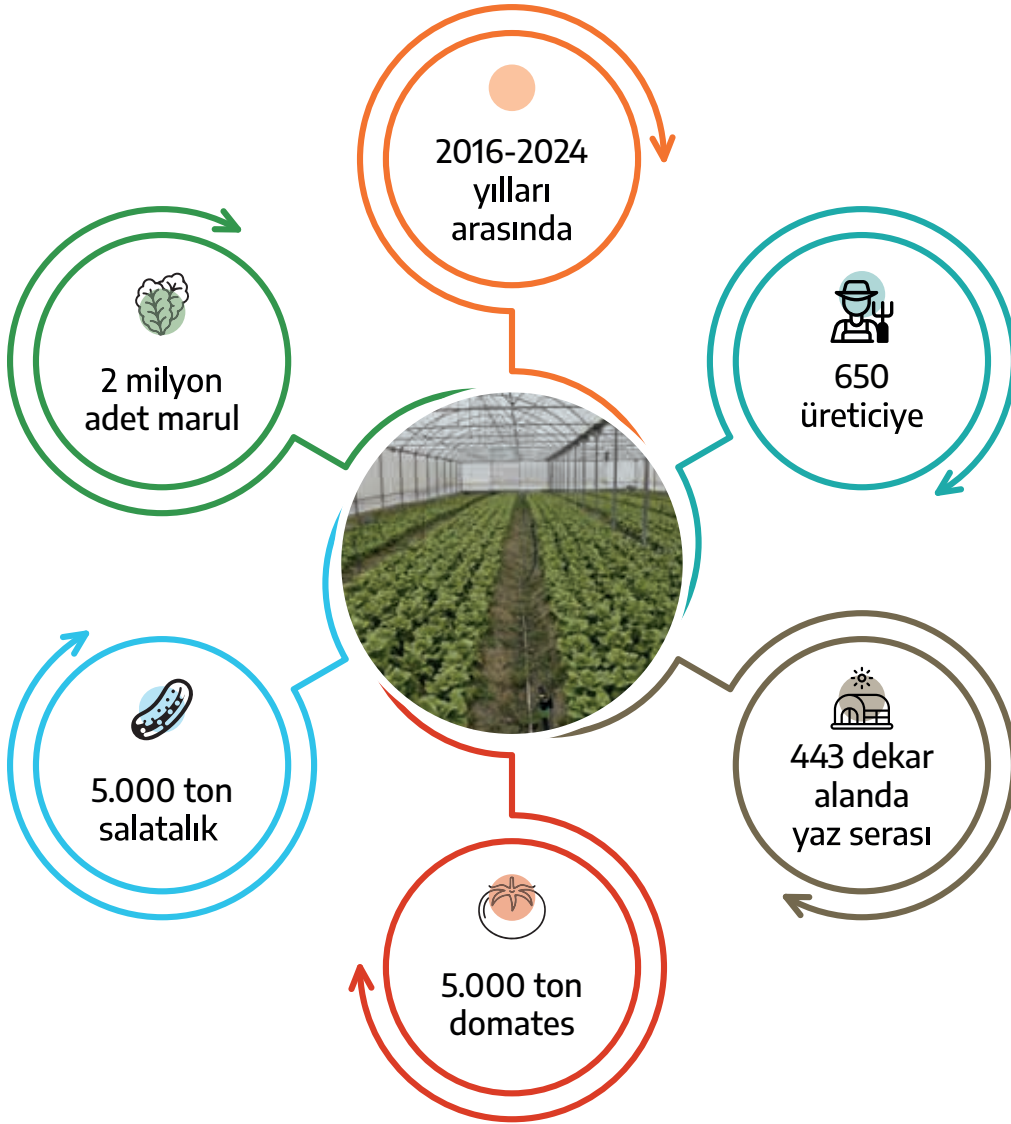 2016-2024
yılları
arasında
650
üreticiye
443 dekar
alanda
yaz serası
5.000 ton
domates
5.000 ton
salatalık
2 milyon
adet marul